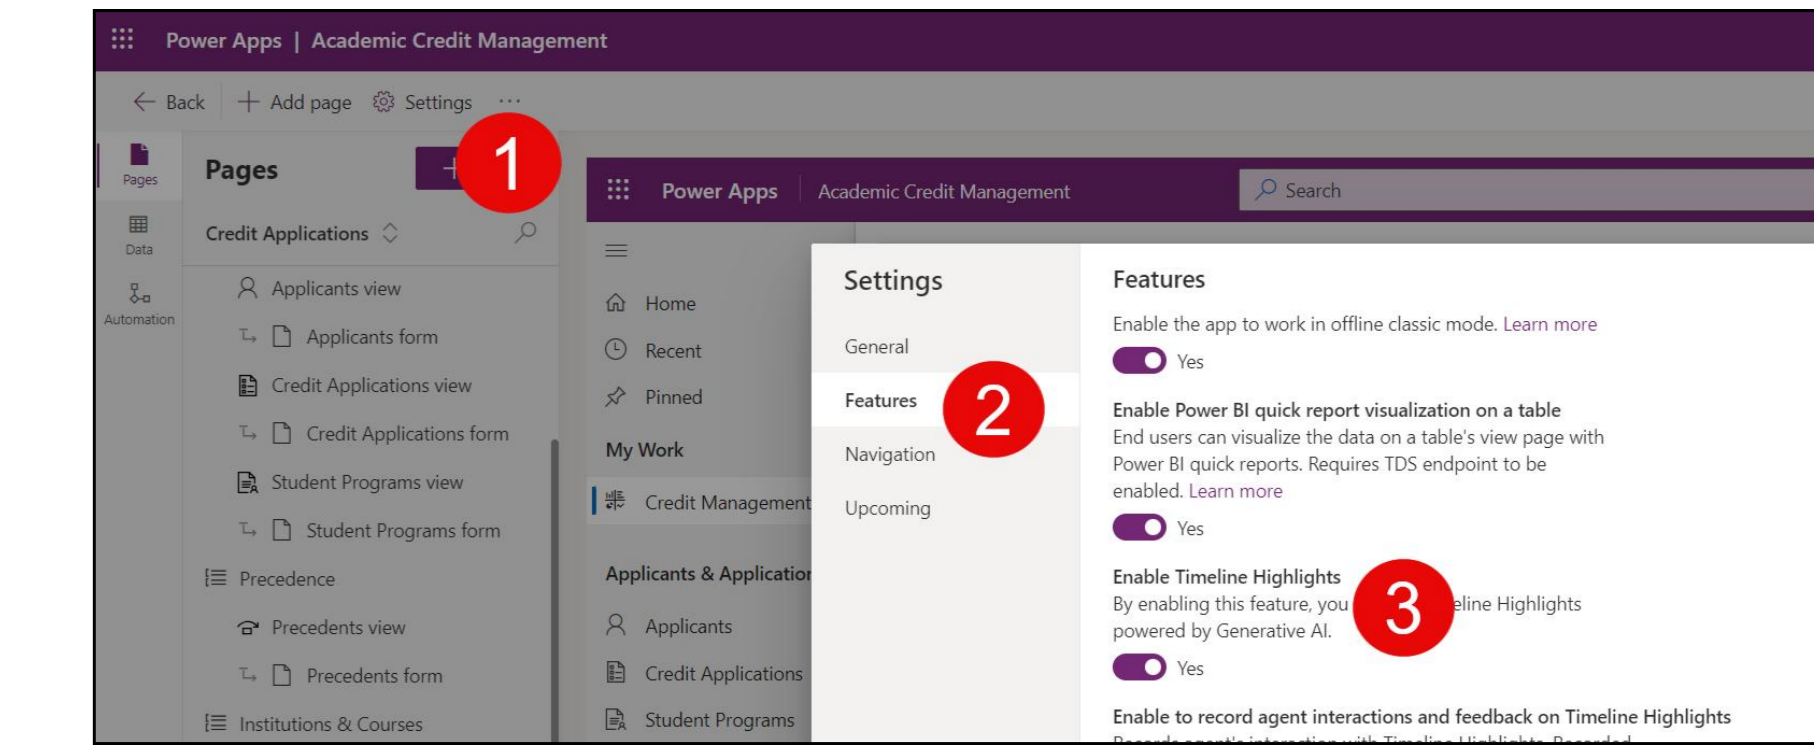 Power Apps | Academic Credit Management
Back
Add page
Settings
...
1
Pages
Data
Automation
Pages
Credit Applications
Applicants view
Applicants form
Credit Applications view
Credit Applications form
Student Programs view
Student Programs form
Precedence
Precedents view
Precedents form
Institutions & Courses
Power Apps
Academic Credit Management
Search
Home
Recent
Pinned
My Work
Credit Management
Applicants &
Applicants
Credit Applications
Student Programs
Settings
General
Features
2
Navigation
Upcoming
Features
Enable the app to work in offline classic mode. Learn more
Yes
Enable Power BI quick report visualization on a table
End users can visualize the data on a table's view page with
Power BI quick reports. Requires TDS endpoint to be
enabled. Learn more
Yes
Enable Timeline Highlights
3
By enabling this feature, you Highlights
powered by Generative AI.
Yes
Enable to record agent interactions and feedback on Timeline Highlights